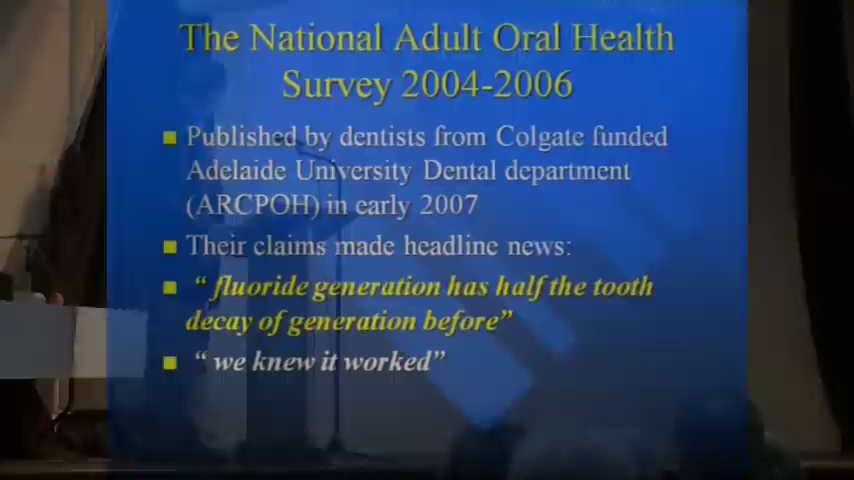 The National Adult Oral Health
Survey 2004-2006
Published by dentists from Colgate funded
Adelaide University Dental department
(ARCPOH) in early 2007
Their claims made headline news:
“ fluoride generation has half the tooth
decay of generation before”
“ we knew it worked”